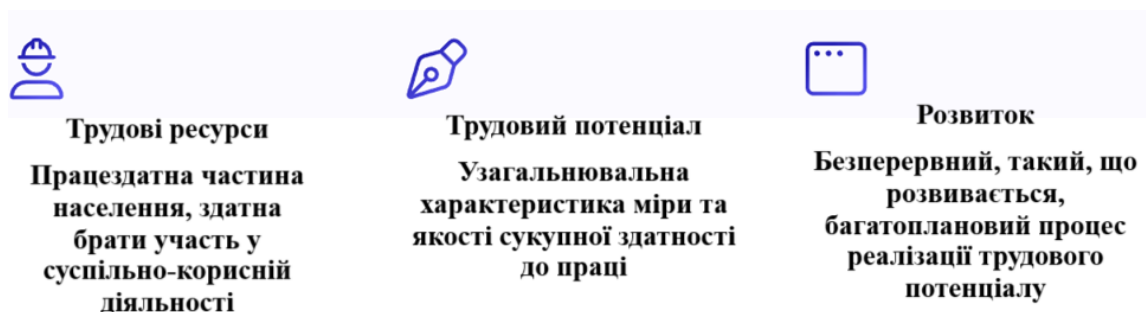 Трудові ресурси
Працездатна частина
населення, здатна
брати участь у
суспільно-корисній
діяльності
Трудовий потенціал
Узагальнювальна
характеристика міри та
якості сукупної здатності
до праці
Розвиток
Безперервний, такий, що
розвивається,
багатоплановий процес
реалізації трудового
потенціалу